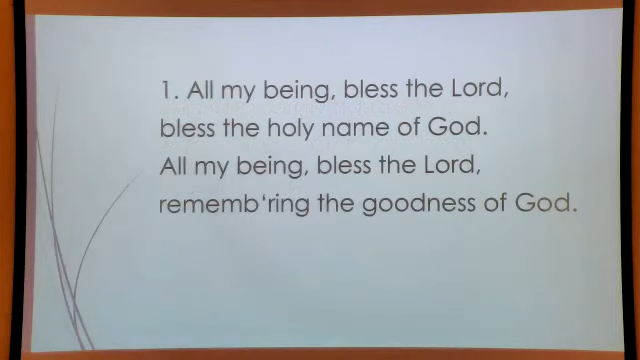 1. All my being, bless the Lord,
bless the holy name of God.
All my being, bless the Lord,
rememb‘ring the goodness of God.